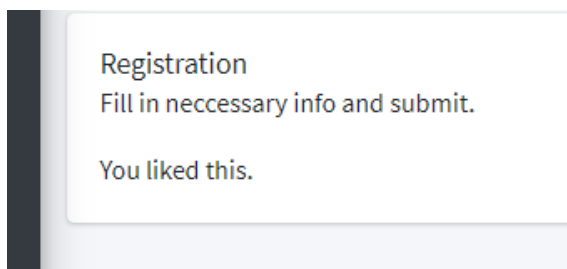 Registration
Fill in neccessary info and submit.
You liked this.